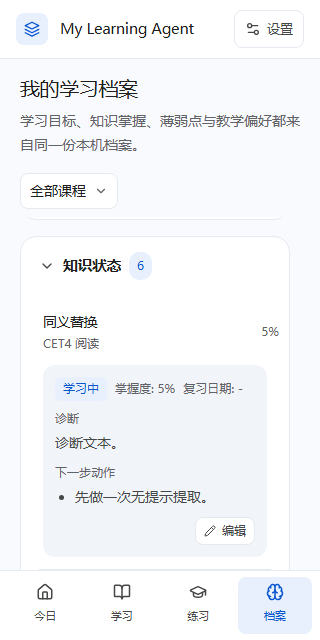 My Learning Agent
设置
我的学习档案
学习目标、知识掌握、薄弱点与教学偏好都来
自同一份本机档案。
全部课程
知识状态 6
同义替换
5%
CET4 阅读
学习中 掌握度: 5% 复习日期: -
诊断
诊断文本。
下一步动作
• 先做一次无提示提取。
编辑
今日 学习 练习 档案